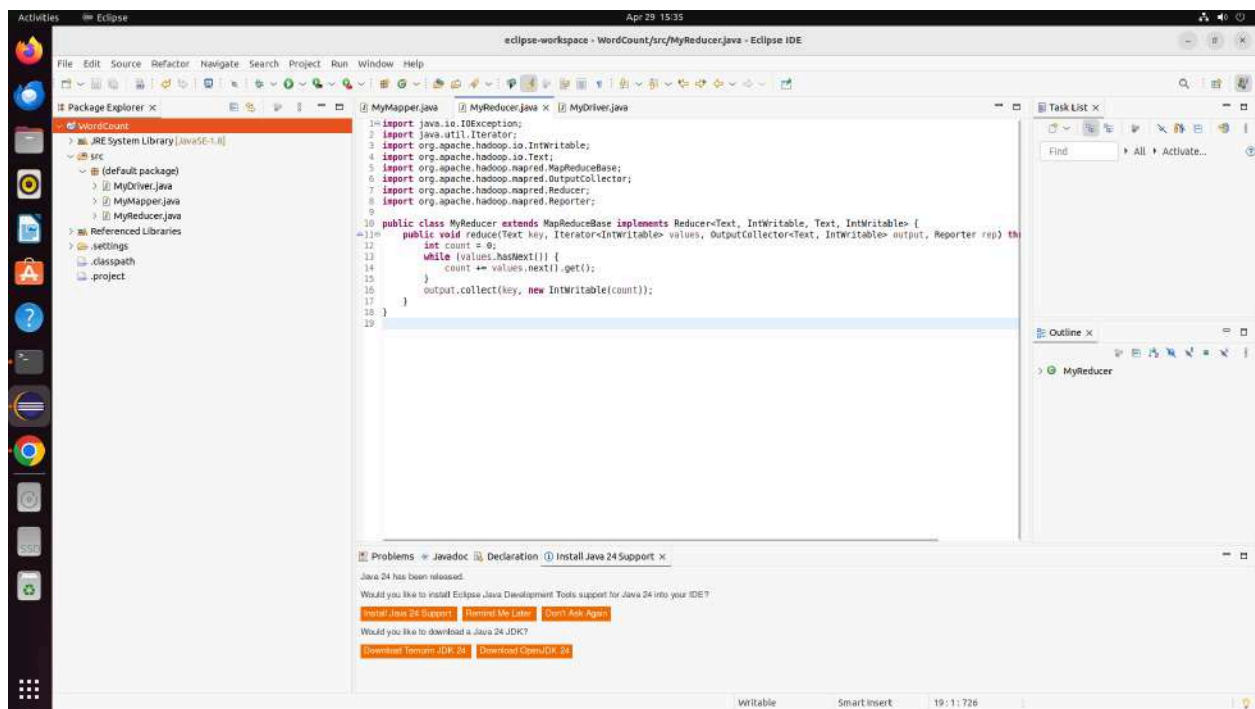 Activities Eclipse Apr 29 15:35
eclipse-workspace - WordCount/src/MyReducer.java - Eclipse IDE
File Edit Source Refactor Navigate Search Project Run Window Help
Package Explorer
WordCount
JRE System Library [JavaSE-1.8]
src
(default package)
MyDriver.java
MyMapper.java
MyReducer.java
Referenced Libraries
.settings
.classpath
.project
MyMapper.java MyReducer.java MyDriver.java
1 import java.io.IOException;
2 import java.util.Iterator;
3 import org.apache.hadoop.io.IntWritable;
4 import org.apache.hadoop.io.Text;
5 import org.apache.hadoop.mapred.MapReduceBase;
6 import org.apache.hadoop.mapred.OutputCollector;
7 import org.apache.hadoop.mapred.Reducer;
8 import org.apache.hadoop.mapred.Reporter;
9
10 public class MyReducer extends MapReduceBase implements Reducer<Text, IntWritable, Text, IntWritable> {
11 public void reduce(Text key, Iterator<IntWritable> values, OutputCollector<Text, IntWritable> output, Reporter rep) th
12 int count = 0;
13 while (values.hasNext()) {
14 count += values.next().get();
15 }
16 output.collect(key, new IntWritable(count));
17 }
18 }
19
Task List
Find All Activate...
Outline
MyReducer
Problems Javadoc Declaration Install Java 24 Support
Java 24 has been released.
Would you like to install Eclipse Java Development Tools support for Java 24 into your IDE?
Install Java 24 Support Remind Me Later Don't Ask Again
Would you like to download a Java 24 JDK?
Download Temurin JDK 24 Download OpenJDK 24
Writable Smart Insert 19:1:726
SSD